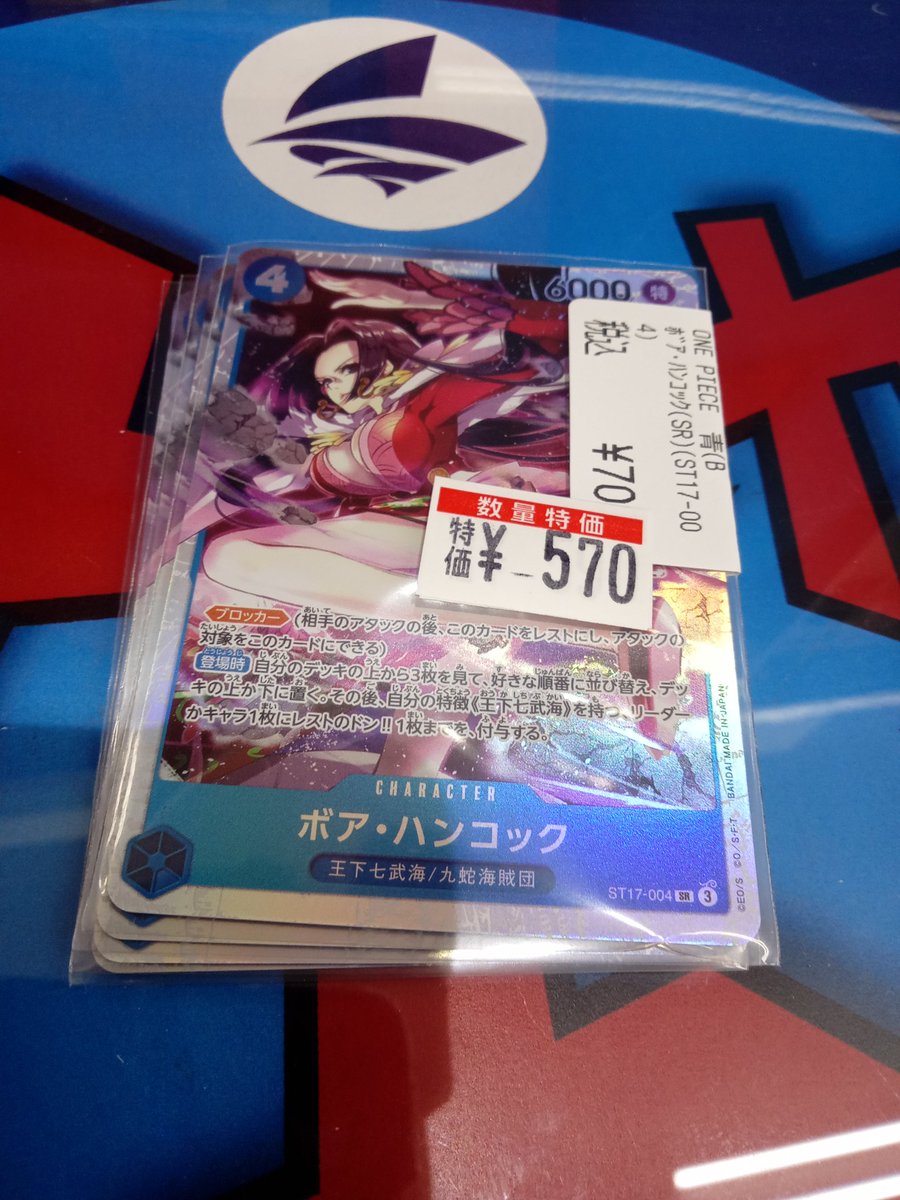 4
6000 特
ONE PIECE 青(B
ボア・ハンコック(SR)(ST17-00
4)
税込
¥70
数量特価
特価 ¥ 570
ブロッカー (相手のアタックの後、このカードをレストにし、アタックの
対象をこのカードにできる)
登場時 自分のデッキの上から3枚を見て、好きな順番に並び替え、デッ
キの上か下に置く。その後、自分の特徴《王下七武海》を持つ、リーダー
かキャラ1枚にレストのドン!!1枚までを、付与する。
CHARACTER
ボア・ハンコック
王下七武海/九蛇海賊団
ST17-004 SR 3
©E.O/S ©O/S・F・T BANDAI MADE IN JAPAN